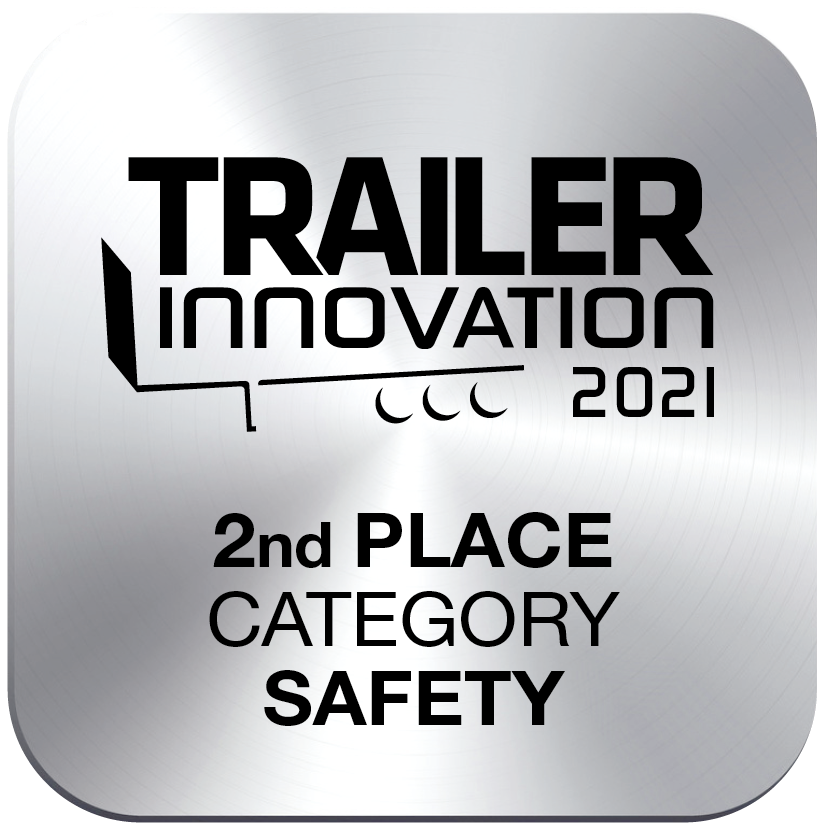 TRAILER
INNOVATION
2021
2nd PLACE
CATEGORY
SAFETY